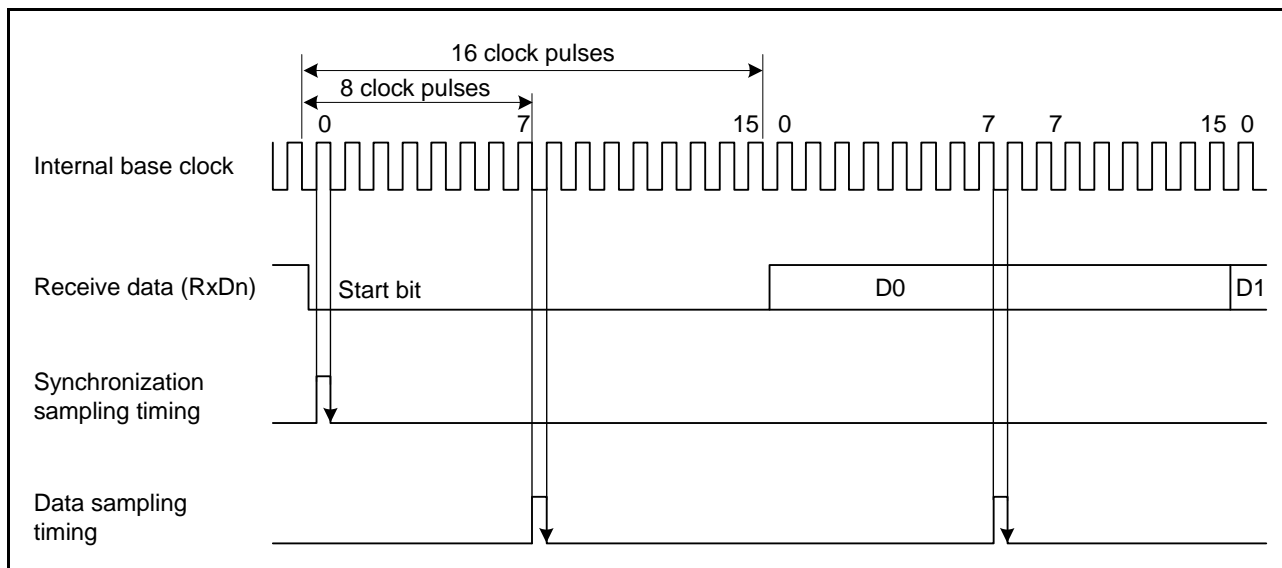 16 clock pulses
8 clock pulses
0 7 15 0 7 7 15 0
Internal base clock
Receive data (RxDn)
Start bit
D0
D1
Synchronization
sampling timing
Data sampling
timing